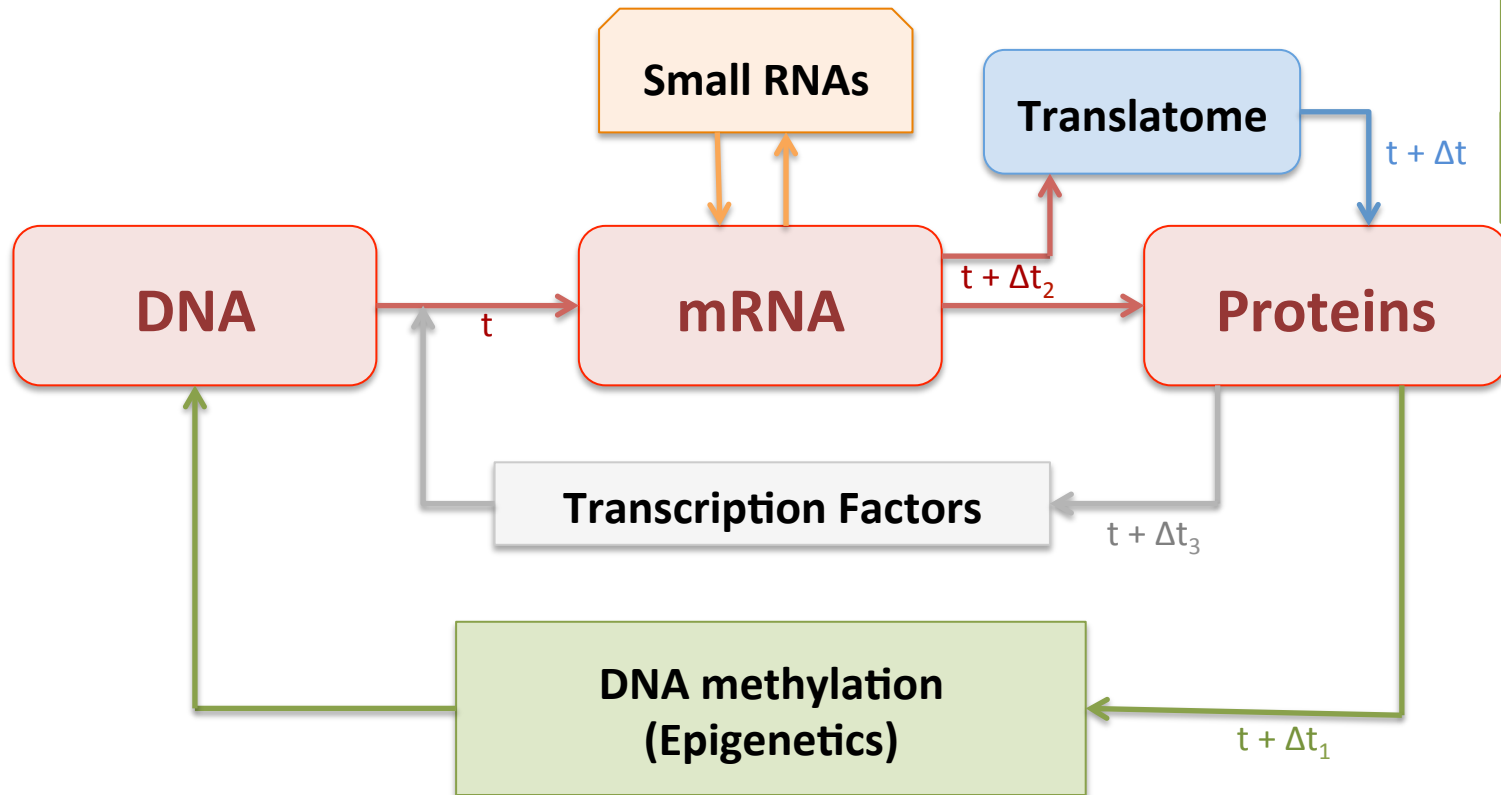 Small RNAs
Translatome
t + Δt
DNA
t
mRNA
t + Δt₂
Proteins
Transcription Factors
t + Δt₃
DNA methylation
(Epigenetics)
t + Δt₁